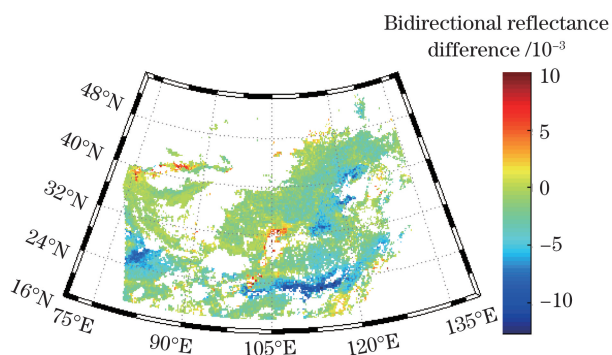 Bidirectional reflectance
difference /10⁻³
10
5
0
−5
−10
48°N
40°N
32°N
24°N
16°N
75°E
90°E
105°E
120°E
135°E